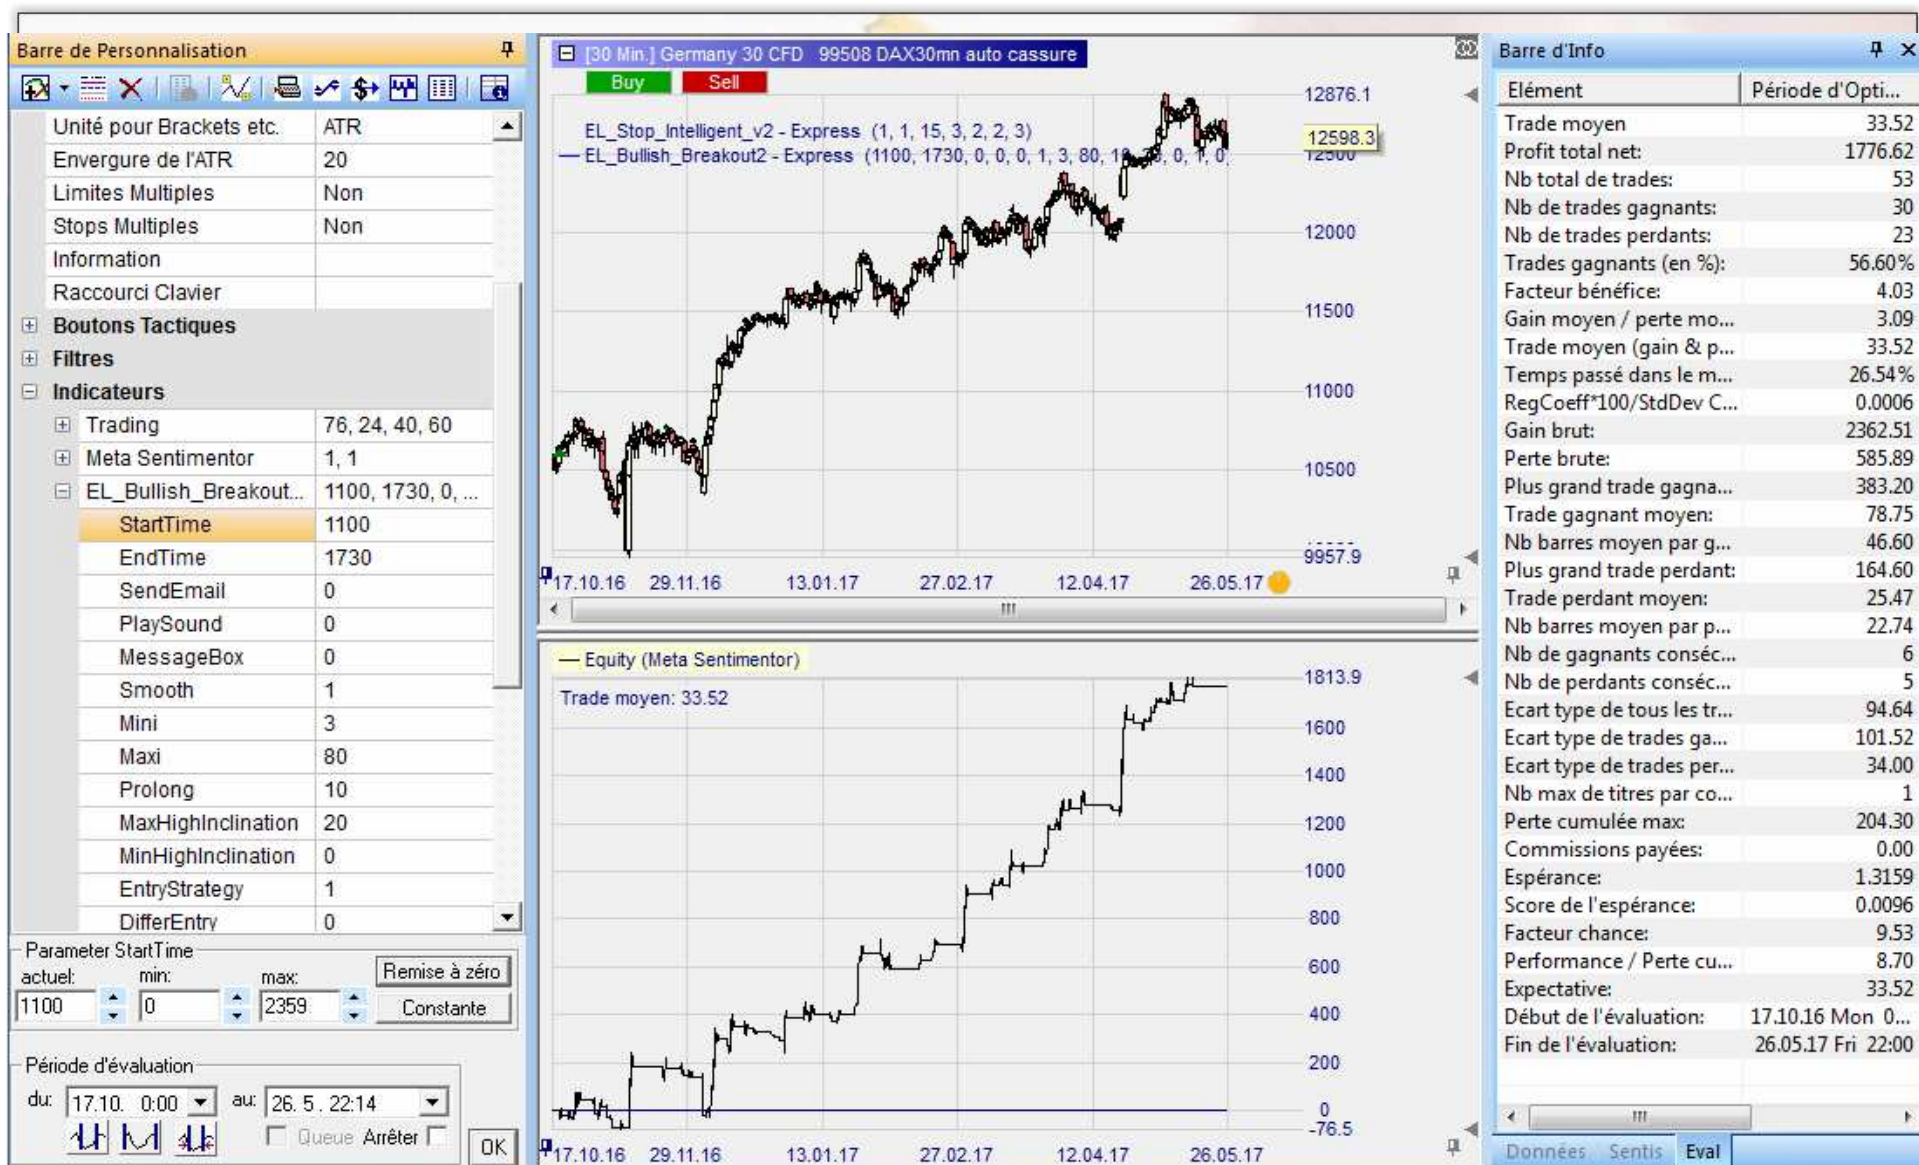 Barre de Personnalisation
Unité pour Brackets etc. ATR
Envergure de l'ATR 20
Limites Multiples Non
Stops Multiples Non
Information
Raccourci Clavier
Boutons Tactiques
Filtres
Indicateurs
Trading 76, 24, 40, 60
Meta Sentimentor 1, 1
EL_Bullish_Breakout... 1100, 1730, 0, ...
StartTime 1100
EndTime 1730
SendEmail 0
PlaySound 0
MessageBox 0
Smooth 1
Mini 3
Maxi 80
Prolong 10
MaxHighInclination 20
MinHighInclination 0
EntryStrategy 1
DifferEntry 0
Parameter StartTime
actuel: min: max: Remise à zéro
1100 0 2359 Constante
Période d'évaluation
du: 17.10. 0:00 au: 26. 5 . 22:14
Queue Arrêter OK
[30 Min.] Germany 30 CFD 99508 DAX30mn auto cassure
Buy Sell
EL_Stop_Intelligent_v2 - Express (1, 1, 15, 3, 2, 2, 3)
EL_Bullish_Breakout2 - Express (1100, 1730, 0, 0, 0, 1, 3, 80, 0, 1, 0,
12876.1
12598.3
12500
12000
11500
11000
10500
9957.9
17.10.16 29.11.16 13.01.17 27.02.17 12.04.17 26.05.17
Equity (Meta Sentimentor)
Trade moyen: 33.52
1813.9
1600
1400
1200
1000
800
600
400
200
0
-76.5
17.10.16 29.11.16 13.01.17 27.02.17 12.04.17 26.05.17
Barre d'Info
Elément Période d'Opti...
Trade moyen 33.52
Profit total net: 1776.62
Nb total de trades: 53
Nb de trades gagnants: 30
Nb de trades perdants: 23
Trades gagnants (en %): 56.60%
Facteur bénéfice: 4.03
Gain moyen / perte mo... 3.09
Trade moyen (gain & p... 33.52
Temps passé dans le m... 26.54%
RegCoeff*100/StdDev C... 0.0006
Gain brut: 2362.51
Perte brute: 585.89
Plus grand trade gagna... 383.20
Trade gagnant moyen: 78.75
Nb barres moyen par g... 46.60
Plus grand trade perdant: 164.60
Trade perdant moyen: 25.47
Nb barres moyen par p... 22.74
Nb de gagnants conséc... 6
Nb de perdants conséc... 5
Ecart type de tous les tr... 94.64
Ecart type de trades ga... 101.52
Ecart type de trades per... 34.00
Nb max de titres par co... 1
Perte cumulée max: 204.30
Commissions payées: 0.00
Espérance: 1.3159
Score de l'espérance: 0.0096
Facteur chance: 9.53
Performance / Perte cu... 8.70
Expectative: 33.52
Début de l'évaluation: 17.10.16 Mon 0...
Fin de l'évaluation: 26.05.17 Fri 22:00
Données Sentis Eval